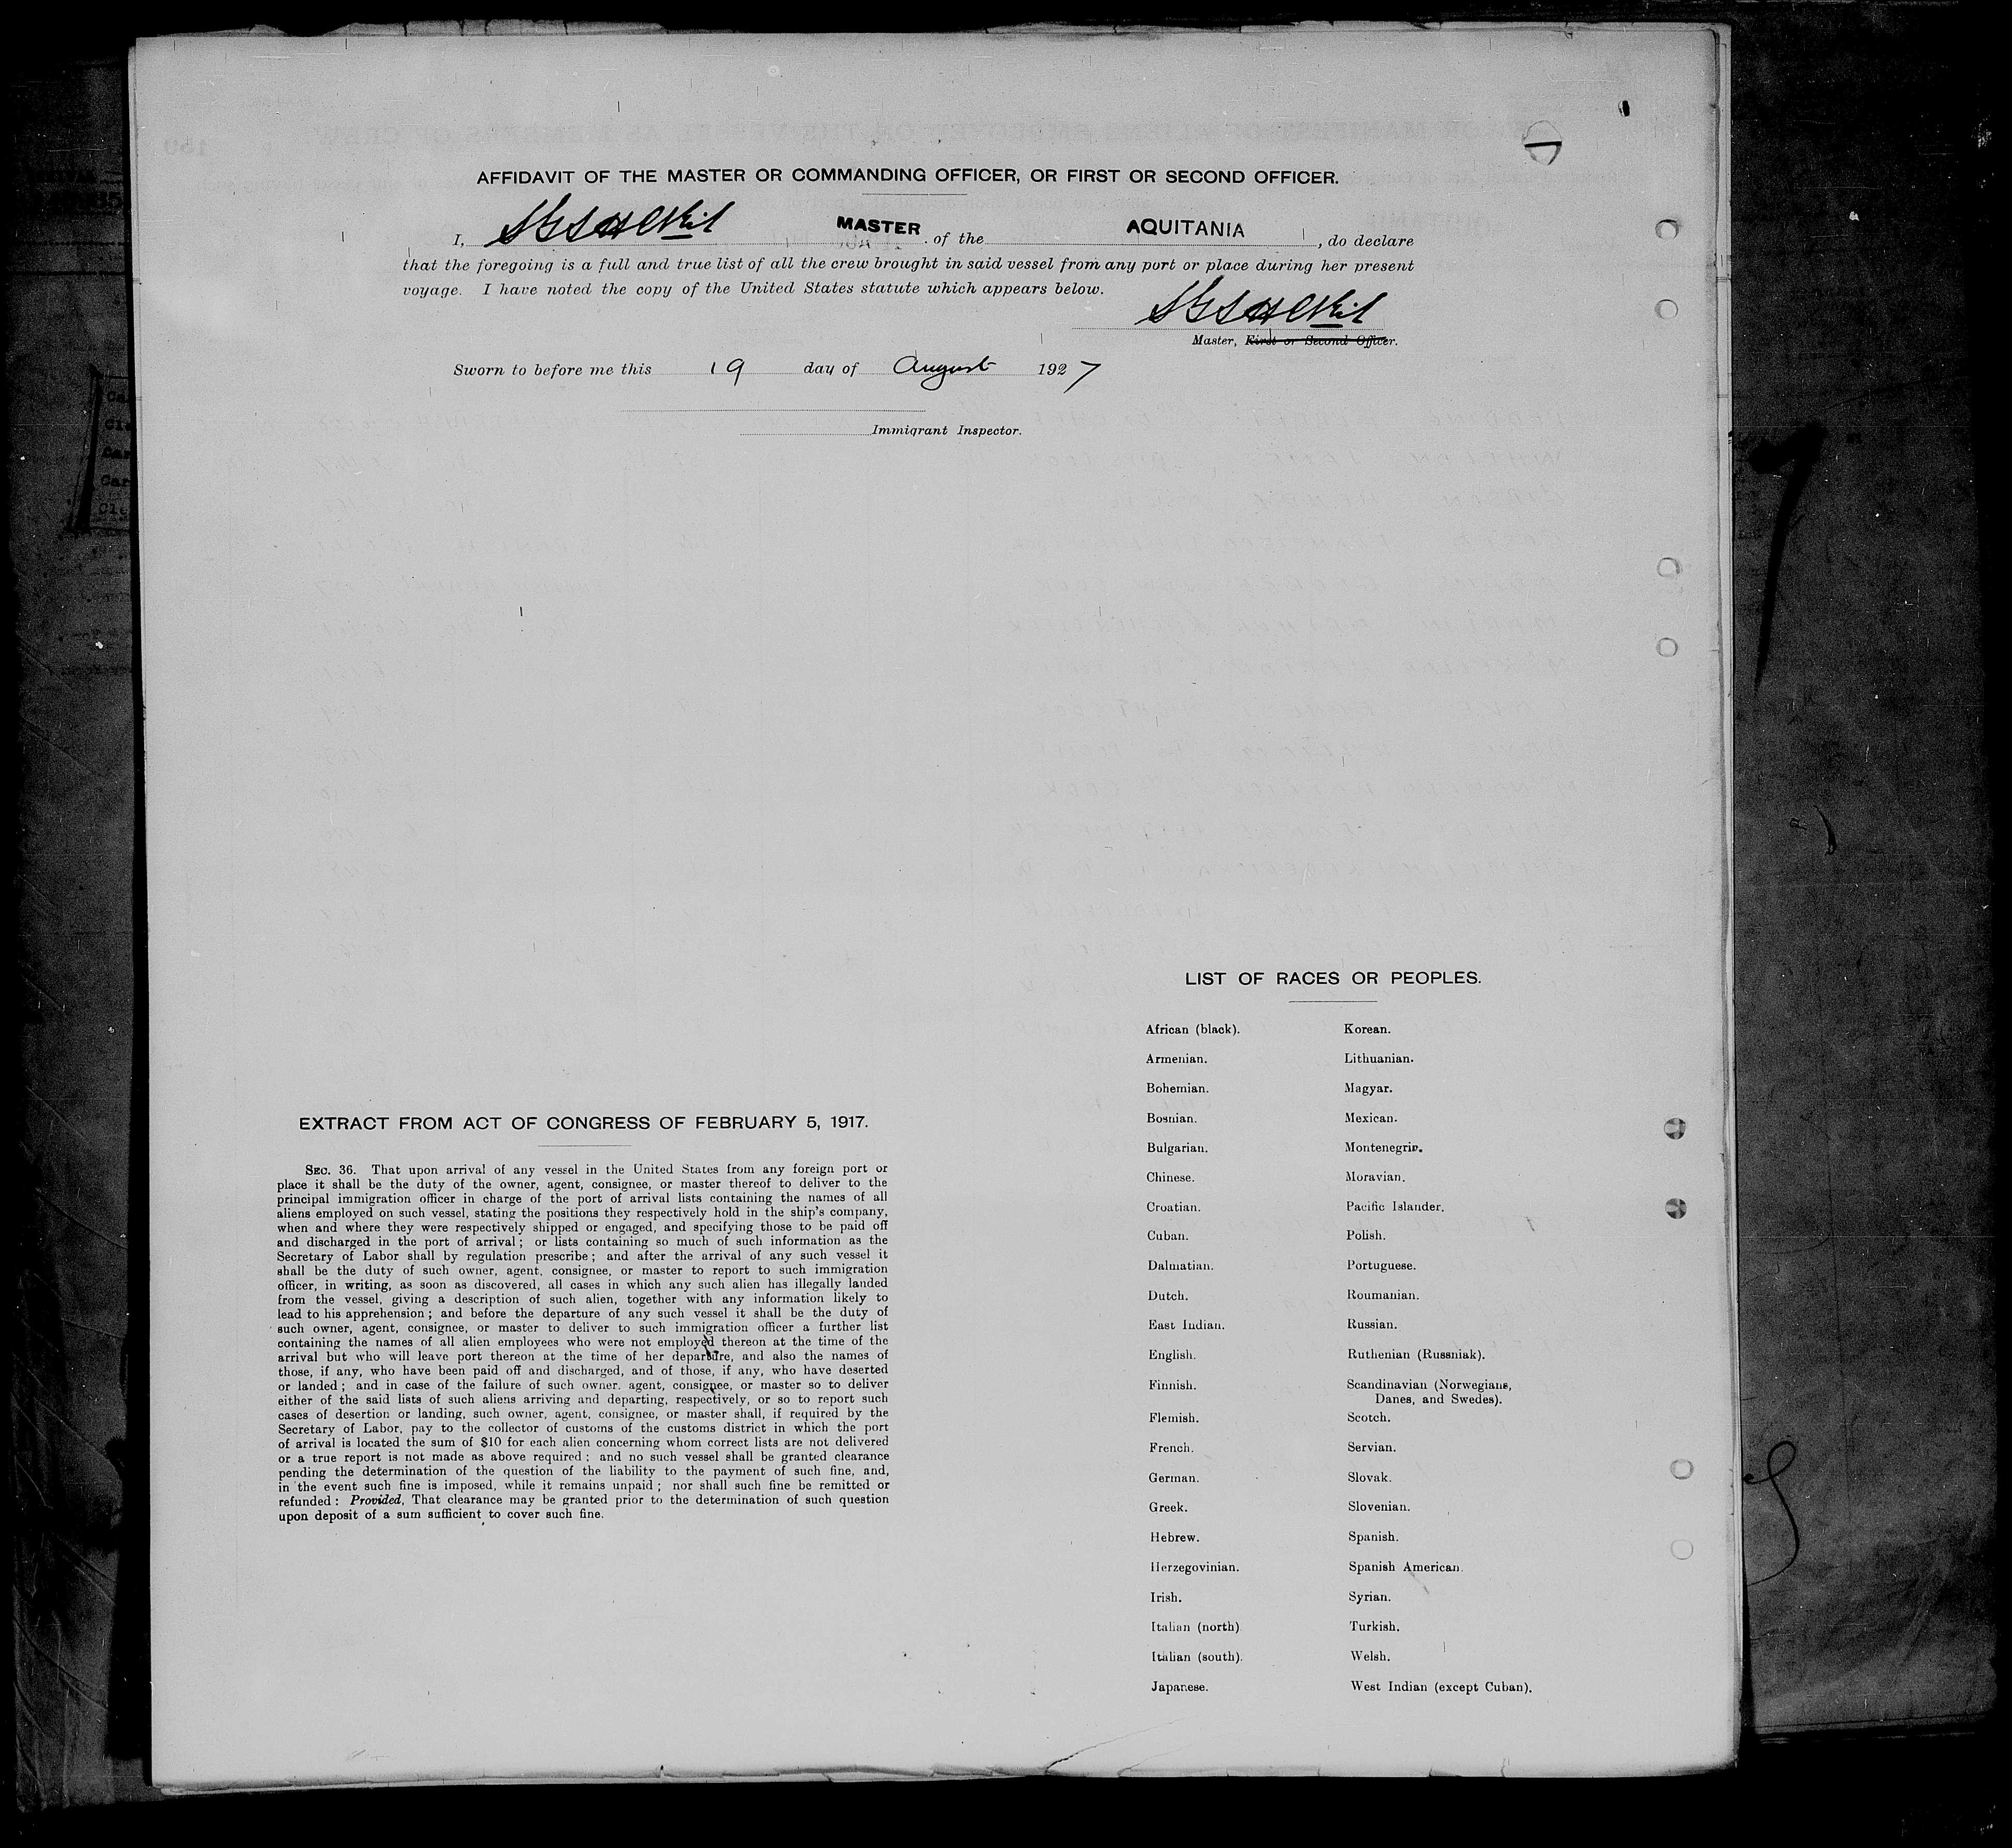 AFFIDAVIT OF THE MASTER OR COMMANDING OFFICER, OR FIRST OR SECOND OFFICER.
I, MASTER of the AQUITANIA, do declare
that the foregoing is a full and true list of all the crew brought in said vessel from any port or place during her present
voyage. I have noted the copy of the United States statute which appears below.
Master, First or Second Officer.
Sworn to before me this 19 day of August 1927
Immigrant Inspector.
EXTRACT FROM ACT OF CONGRESS OF FEBRUARY 5, 1917.
SEC. 36. That upon arrival of any vessel in the United States from any foreign port or
place it shall be the duty of the owner, agent, consignee, or master thereof to deliver to the
principal immigration officer in charge of the port of arrival lists containing the names of all
aliens employed on such vessel, stating the positions they respectively hold in the ship's company,
when and where they were respectively shipped or engaged, and specifying those to be paid off
and discharged in the port of arrival; or lists containing so much of such information as the
Secretary of Labor shall by regulation prescribe; and after the arrival of any such vessel it
shall be the duty of such owner, agent, consignee, or master to report to such immigration
officer, in writing, as soon as discovered, all cases in which any such alien has illegally landed
from the vessel, giving a description of such alien, together with any information likely to
lead to his apprehension; and before the departure of any such vessel it shall be the duty of
such owner, agent, consignee, or master to deliver to such immigration officer a further list
containing the names of all alien employees who were not employed thereon at the time of the
arrival but who will leave port thereon at the time of her departure, and also the names of
those, if any, who have been paid off and discharged, and of those, if any, who have deserted
or landed; and in case of the failure of such owner. agent, consignee, or master so to deliver
either of the said lists of such aliens arriving and departing, respectively, or so to report such
cases of desertion or landing, such owner, agent, consignee, or master shall, if required by the
Secretary of Labor, pay to the collector of customs of the customs district in which the port
of arrival is located the sum of $10 for each alien concerning whom correct lists are not delivered
or a true report is not made as above required; and no such vessel shall be granted clearance
pending the determination of the question of the liability to the payment of such fine, and,
in the event such fine is imposed, while it remains unpaid; nor shall such fine be remitted or
refunded: Provided, That clearance may be granted prior to the determination of such question
upon deposit of a sum sufficient to cover such fine.
LIST OF RACES OR PEOPLES.
African (black). Korean.
Armenian. Lithuanian.
Bohemian. Magyar.
Bosnian. Mexican.
Bulgarian. Montenegrin.
Chinese. Moravian.
Croatian. Pacific Islander.
Cuban. Polish.
Dalmatian. Portuguese.
Dutch. Roumanian.
East Indian. Russian.
English. Ruthenian (Russniak).
Finnish. Scandinavian (Norwegians,
Danes, and Swedes).
Flemish. Scotch.
French. Servian.
German. Slovak.
Greek. Slovenian.
Hebrew. Spanish.
Herzegovinian. Spanish American.
Irish. Syrian.
Italian (north) Turkish.
Italian (south). Welsh.
Japanese. West Indian (except Cuban).